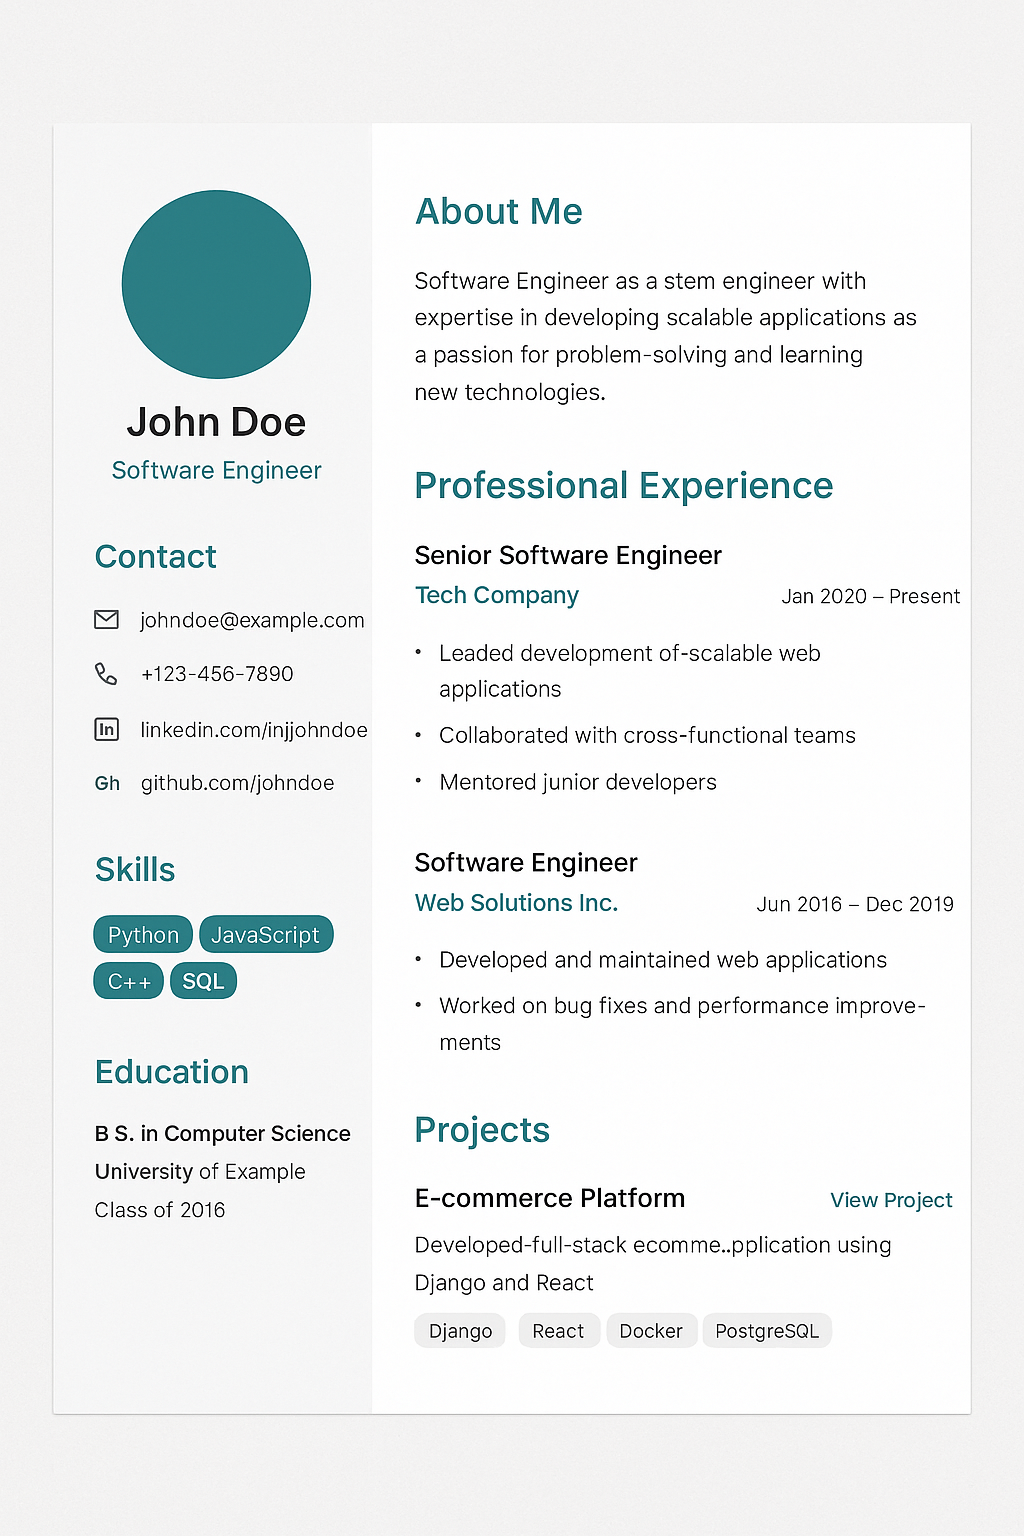 John Doe
Software Engineer
Contact
johndoe@example.com
+123-456-7890
In linkedin.com/injjohndoe
Gh github.com/johndoe
Skills
Python JavaScript
C++ SQL
Education
B S. in Computer Science
University of Example
Class of 2016
About Me
Software Engineer as a stem engineer with
expertise in developing scalable applications as
a passion for problem-solving and learning
new technologies.
Professional Experience
Senior Software Engineer
Tech Company Jan 2020 – Present
• Leaded development of-scalable web
applications
• Collaborated with cross-functional teams
• Mentored junior developers
Software Engineer
Web Solutions Inc. Jun 2016 – Dec 2019
• Developed and maintained web applications
• Worked on bug fixes and performance improve-
ments
Projects
E-commerce Platform View Project
Developed-full-stack ecomme..pplication using
Django and React
Django React Docker PostgreSQL